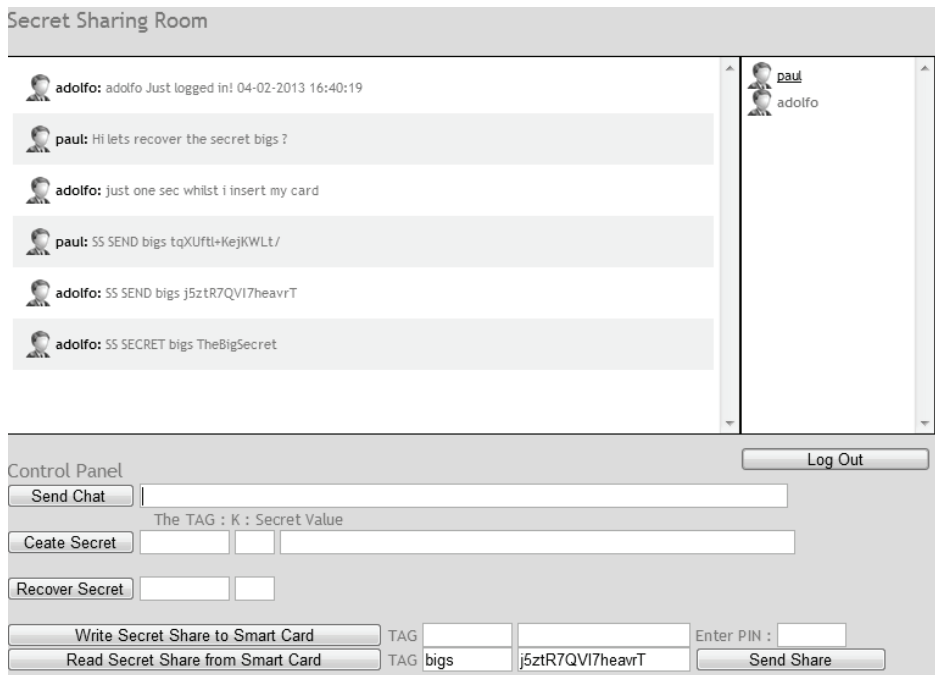 Secret Sharing Room
adolfo: adolfo Just logged in! 04-02-2013 16:40:19
paul: Hi lets recover the secret bigs ?
adolfo: just one sec whilst i insert my card
paul: SS SEND bigs tqXUftl+KejKWLt/
adolfo: SS SEND bigs j5ztR7QVI7heavrT
adolfo: SS SECRET bigs TheBigSecret
paul
adolfo
Log Out
Control Panel
Send Chat
The TAG : K : Secret Value
Ceate Secret
Recover Secret
Write Secret Share to Smart Card TAG Enter PIN :
Read Secret Share from Smart Card TAG bigs j5ztR7QVI7heavrT Send Share